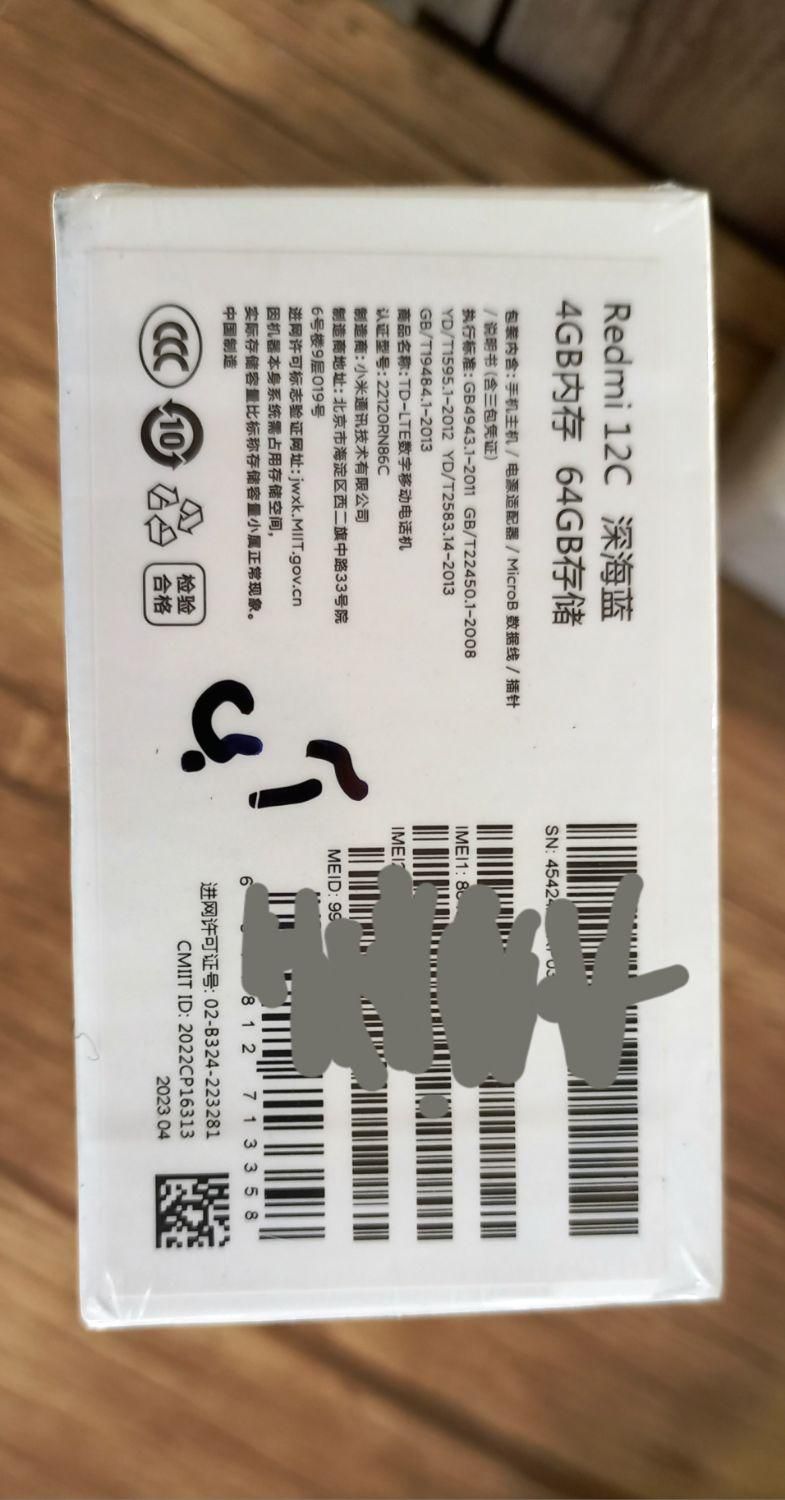 Redmi 12C 深海蓝
4GB内存 64GB存储
包装内含：手机主机 / 电源适配器 / MicroB 数据线 / 插针
/ 说明书 (含三包凭证)
执行标准：GB4943.1-2011 GB/T22450.1-2008
YD/T1595.1-2012 YD/T2583.14-2013
GB/T19484.1-2013
商品名称：TD-LTE数字移动电话机
认证型号：22120RN86C
制造商：小米通讯技术有限公司
制造商地址：北京市海淀区西二旗中路33号院
6号楼9层019号
进网许可标志验证网址：jwxk.MIIT.gov.cn
因机器本身系统需占用存储空间，
实际存储容量比标称存储容量小属正常现象。
中国制造
CCC
10
检验
合格
SN: 4542
IMEI1: 8
IMEI
MEID: 99
6 812 713358
进网许可证号: 02-B324-223281
CMIIT ID: 2022CP16313
2023.04